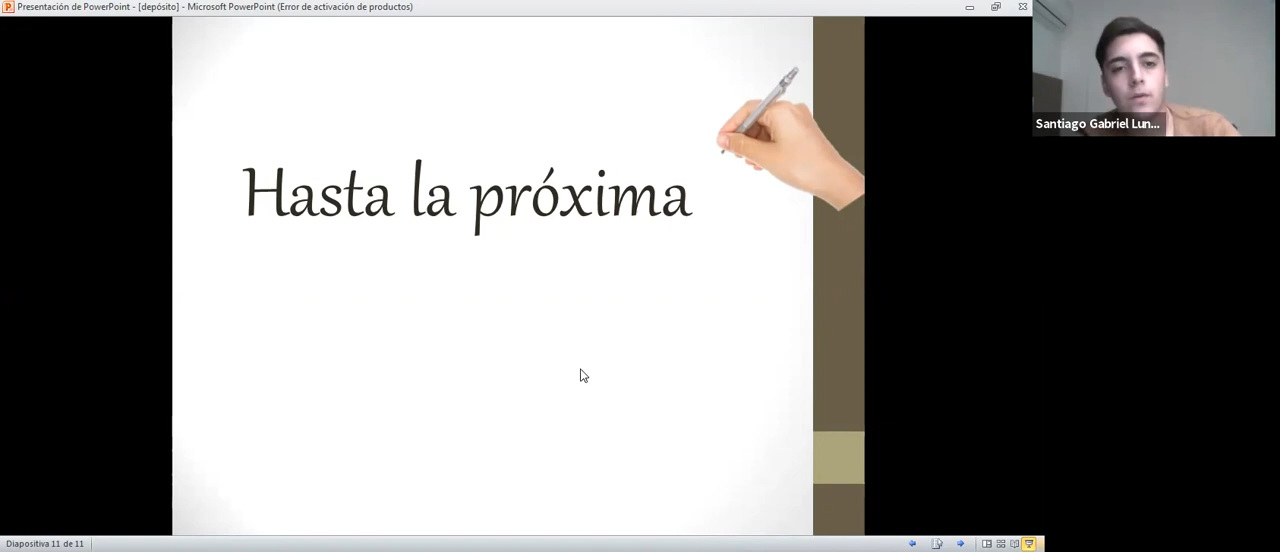 Presentación de PowerPoint - [depósito] - Microsoft PowerPoint (Error de activación de productos)
Santiago Gabriel Lun...
Hasta la próxima
Diapositiva 11 de 11